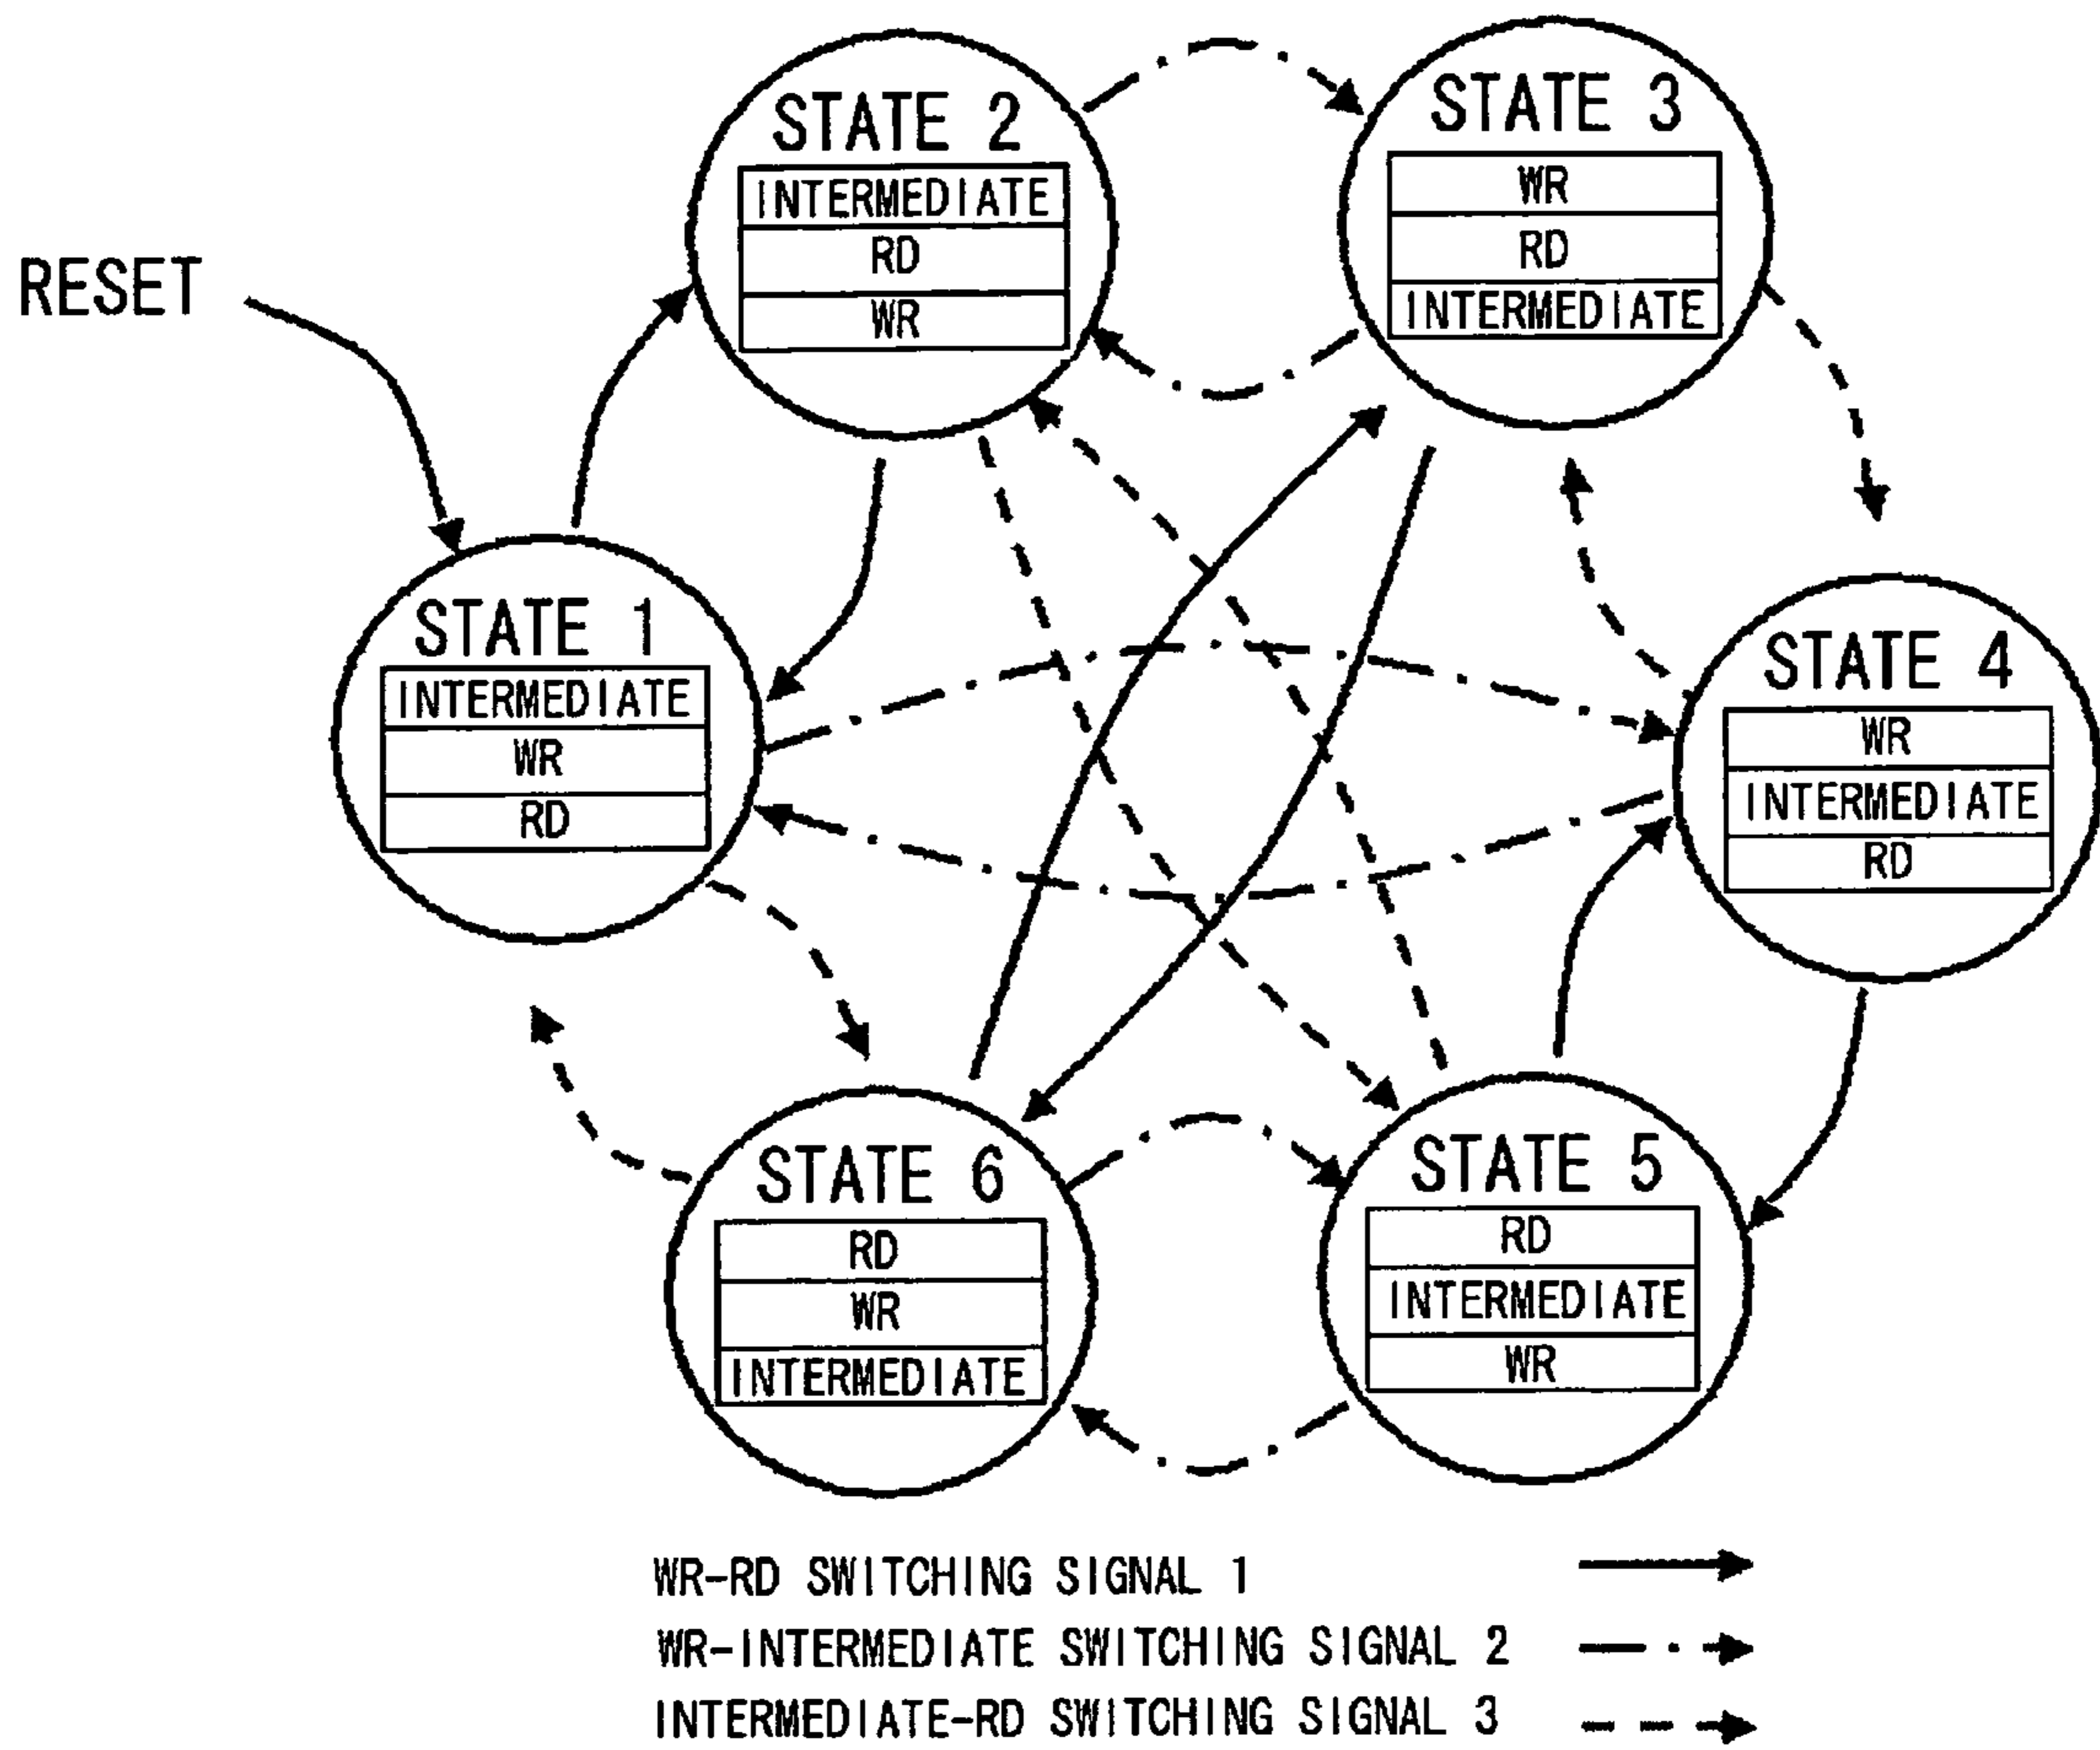 STATE 2
INTERMEDIATE
RD
WR
STATE 3
WR
RD
INTERMEDIATE
RESET
STATE 1
INTERMEDIATE
WR
RD
STATE 4
WR
INTERMEDIATE
RD
STATE 6
RD
WR
INTERMEDIATE
STATE 5
RD
INTERMEDIATE
WR
WR-RD SWITCHING SIGNAL 1
WR-INTERMEDIATE SWITCHING SIGNAL 2
INTERMEDIATE-RD SWITCHING SIGNAL 3